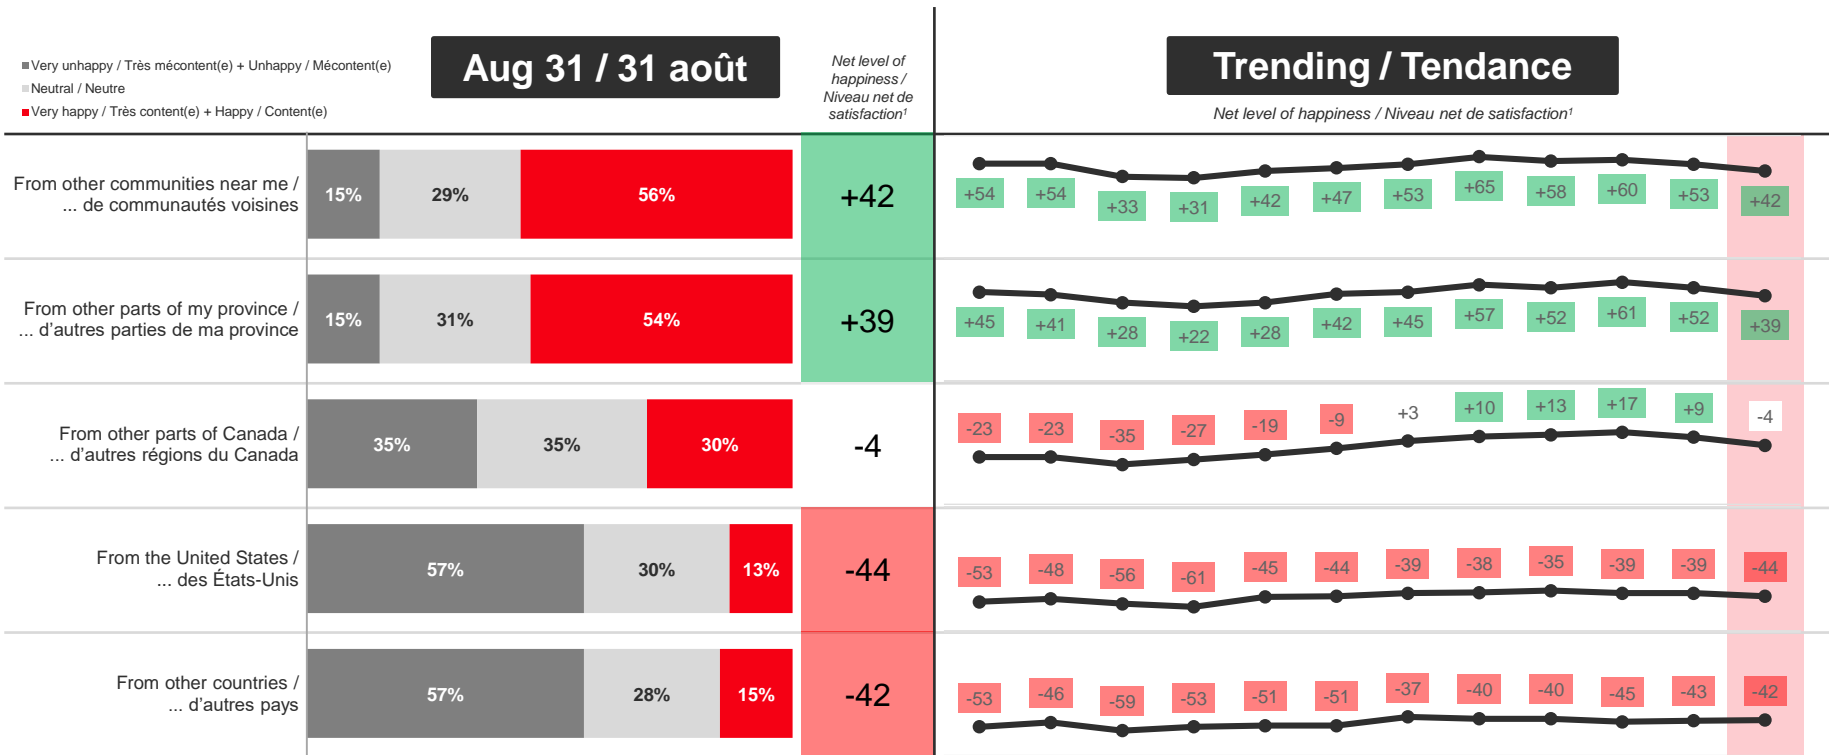 Very unhappy / Très mécontent(e) + Unhappy / Mécontent(e)
Neutral / Neutre
Very happy / Très content(e) + Happy / Content(e)
Aug 31 / 31 août
Net level of
happiness /
Niveau net de
satisfaction¹
Trending / Tendance
Net level of happiness / Niveau net de satisfaction¹
From other communities near me /
... de communautés voisines
15% 29% 56%
+42
+54 +54 +33 +31 +42 +47 +53 +65 +58 +60 +53 +42
From other parts of my province /
... d'autres parties de ma province
15% 31% 54%
+39
+45 +41 +28 +22 +28 +42 +45 +57 +52 +61 +52 +39
From other parts of Canada /
... d'autres régions du Canada
35% 35% 30%
-4
-23 -23 -35 -27 -19 -9 +3 +10 +13 +17 +9 -4
From the United States /
... des États-Unis
57% 30% 13%
-44
-53 -48 -56 -61 -45 -44 -39 -38 -35 -39 -39 -44
From other countries /
... d'autres pays
57% 28% 15%
-42
-53 -46 -59 -53 -51 -51 -37 -40 -40 -45 -43 -42